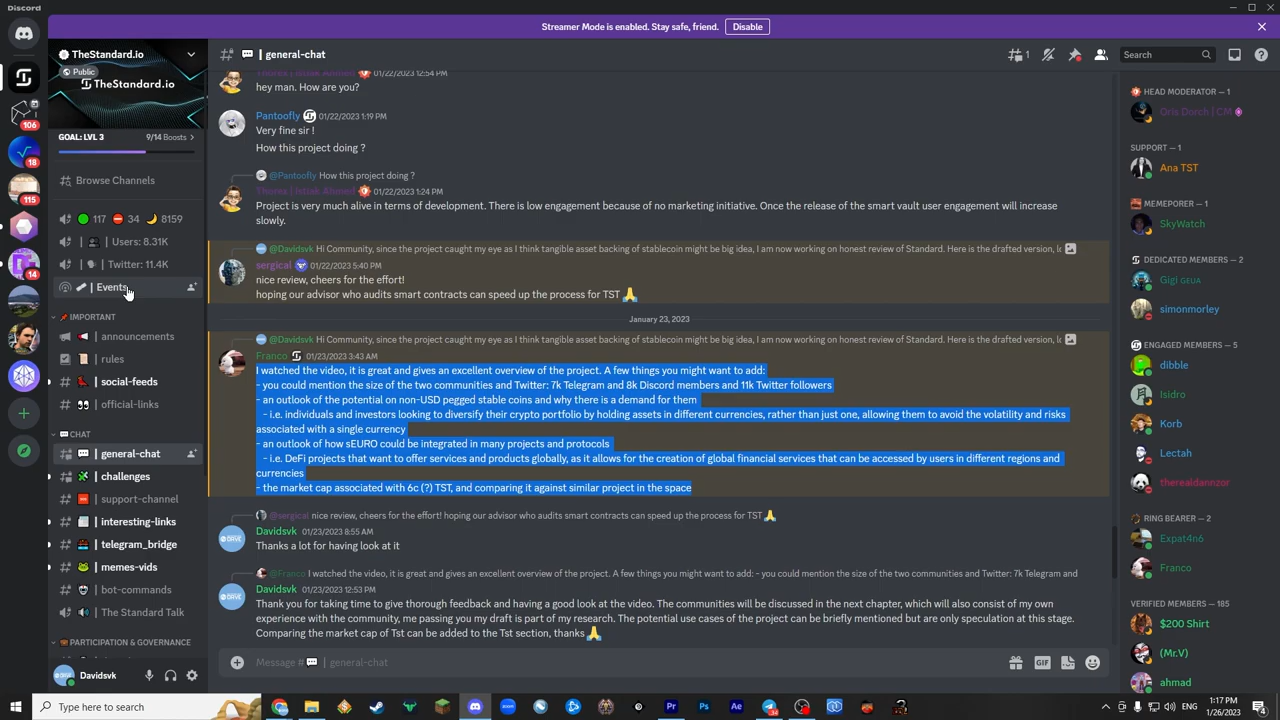 Discord
Streamer Mode is enabled. Stay safe, friend.
Disable
TheStandard.io
Public
TheStandard.io
GOAL: LVL 3
9/14 Boosts
Browse Channels
117
34
8159
| Users: 8.31K
| Twitter: 11.4K
| Events
IMPORTANT
| announcements
| rules
| social-feeds
| official-links
CHAT
| general-chat
| challenges
| support-channel
| interesting-links
| telegram_bridge
| memes-vids
| bot-commands
| The Standard Talk
PARTICIPATION & GOVERNANCE
Davidsvk
106
18
115
14
| general-chat
1
Search
01/22/2023 12:54 PM
hey man. How are you?
Pantoofly 01/22/2023 1:19 PM
Very fine sir !
How this project doing ?
@Pantoofly How this project doing ?
Thorez | Istiak Ahmed 01/22/2023 1:24 PM
Project is very much alive in terms of development. There is low engagement because of no marketing initiative. Once the release of the smart vault user engagement will increase
slowly.
@Davidsvk Hi Community, since the project caught my eye as I think tangible asset backing of stablecoin might be big idea, I am now working on honest review of Standard. Here is the drafted version, lc
sergical 01/22/2023 5:40 PM
nice review, cheers for the effort!
hoping our advisor who audits smart contracts can speed up the process for TST 🙏
January 23, 2023
@Davidsvk Hi Community, since the project caught my eye as I think tangible asset backing of stablecoin might be big idea, I am now working on honest review of Standard. Here is the drafted version, lc
Franco 01/23/2023 3:43 AM
I watched the video, it is great and gives an excellent overview of the project. A few things you might want to add:
- you could mention the size of the two communities and Twitter: 7k Telegram and 8k Discord members and 11k Twitter followers
- an outlook of the potential on non-USD pegged stable coins and why there is a demand for them
- i.e. individuals and investors looking to diversify their crypto portfolio by holding assets in different currencies, rather than just one, allowing them to avoid the volatility and risks
associated with a single currency
- an outlook of how sEURO could be integrated in many projects and protocols
- i.e. DeFi projects that want to offer services and products globally, as it allows for the creation of global financial services that can be accessed by users in different regions and
currencies
- the market cap associated with 6c (?) TST, and comparing it against similar project in the space
@sergical nice review, cheers for the effort! hoping our advisor who audits smart contracts can speed up the process for TST 🙏
Davidsvk 01/23/2023 8:55 AM
Thanks a lot for having look at it
@Franco I watched the video, it is great and gives an excellent overview of the project. A few things you might want to add: - you could mention the size of the two communities and Twitter: 7k Telegram and
Davidsvk 01/23/2023 12:53 PM
Thank you for taking time to give thorough feedback and having a good look at the video. The communities will be discussed in the next chapter, which will also consist of my own
experience with the community, me passing you my draft is part of my research. The potential use cases of the project can be briefly mentioned but are only speculation at this stage.
Comparing the market cap of Tst can be added to the Tst section, thanks 🙏
Message # | general-chat
GIF
HEAD MODERATOR — 1
Oris Dorch | CM
SUPPORT — 1
Ana TST
MEMEPORER — 1
SkyWatch
DEDICATED MEMBERS — 2
Gigi GEUA
simonmorley
ENGAGED MEMBERS — 5
dibble
Isidro
Korb
Lectah
therealdannzor
RING BEARER — 2
Expat4n6
Franco
VERIFIED MEMBERS — 185
$200 Shirt
(Mr.V)
ahmad
Type here to search
zoom
Pr
Ps
Ae
34
ENG
1:17 PM
1/26/2023
4